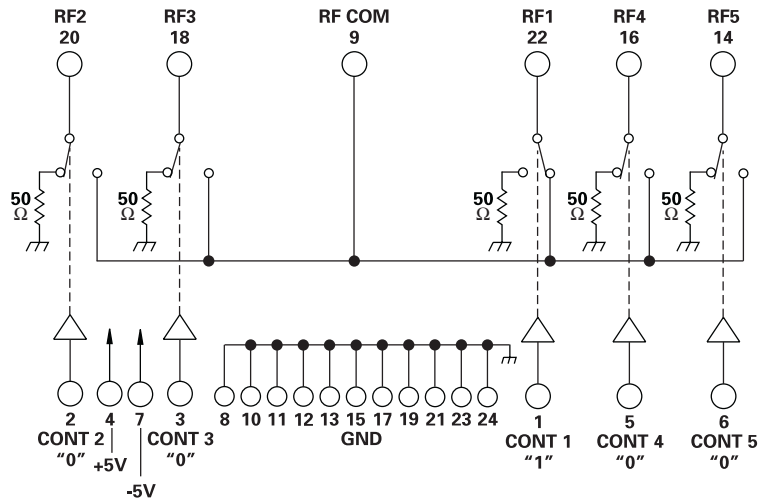 RF2 RF3 RF COM RF1 RF4 RF5
20 18 9 22 16 14
50 50 50 50 50
Ω Ω Ω Ω Ω
2 4 7 3 8 10 11 12 13 15 17 19 21 23 24 1 5 6
CONT 2 CONT 3 GND CONT 1 CONT 4 CONT 5
“0” +5V “0” “1” “0” “0”
-5V